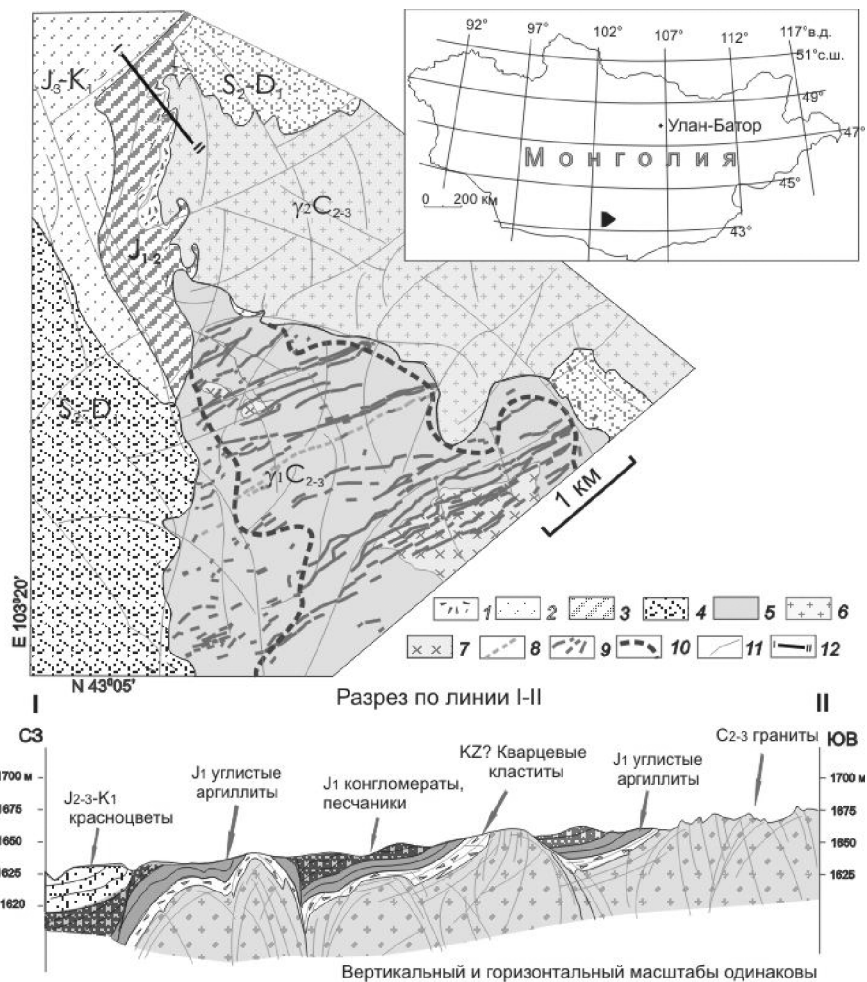 92°
97°
102°
107°
112°
117°в.д.
51°с.ш.
49°
47°
45°
43°
Улан-Батор
Монголия
0 200 км
I
II
J3-K1
S2-D1
γ2C2-3
J1-2
S2-D
γ1C2-3
1 км
E 103º20'
N 43º05'
1 2 3 4 5 6
7 8 9 10 I II 11 12
Разрез по линии I-II
I
II
СЗ
ЮВ
1700 м
1675
1650
1625
1620
J2-3-K1
красноцветы
J1 углистые
аргиллиты
J1 конгломераты,
песчаники
KZ? Кварцевые
кластиты
J1 углистые
аргиллиты
C2-3 граниты
1700 м
1675
1650
1625
Вертикальный и горизонтальный масштабы одинаковы